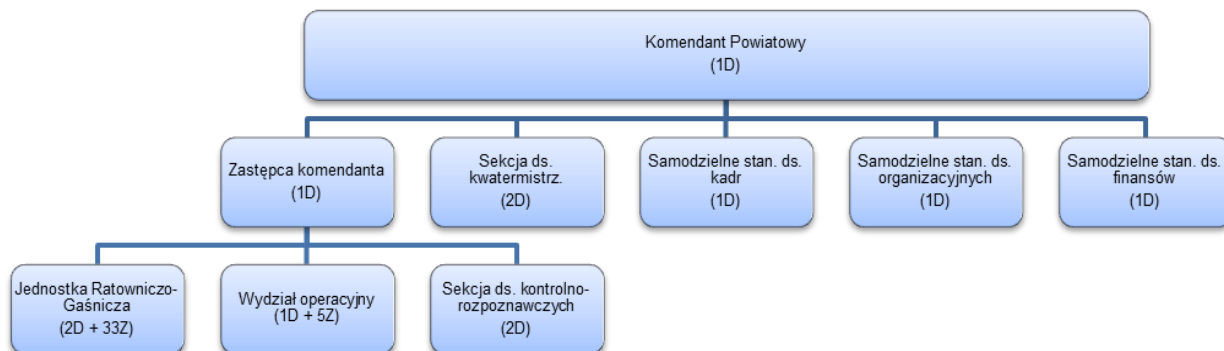 Komendant Powiatowy
(1D)
Zastępca komendanta
(1D)
Sekcja ds.
kwatermistrz.
(2D)
Samodzielne stan. ds.
kadr
(1D)
Samodzielne stan. ds.
organizacyjnych
(1D)
Samodzielne stan. ds.
finansów
(1D)
Jednostka Ratowniczo-
Gaśnicza
(2D + 33Z)
Wydział operacyjny
(1D + 5Z)
Sekcja ds. kontrolno-
rozpoznawczych
(2D)